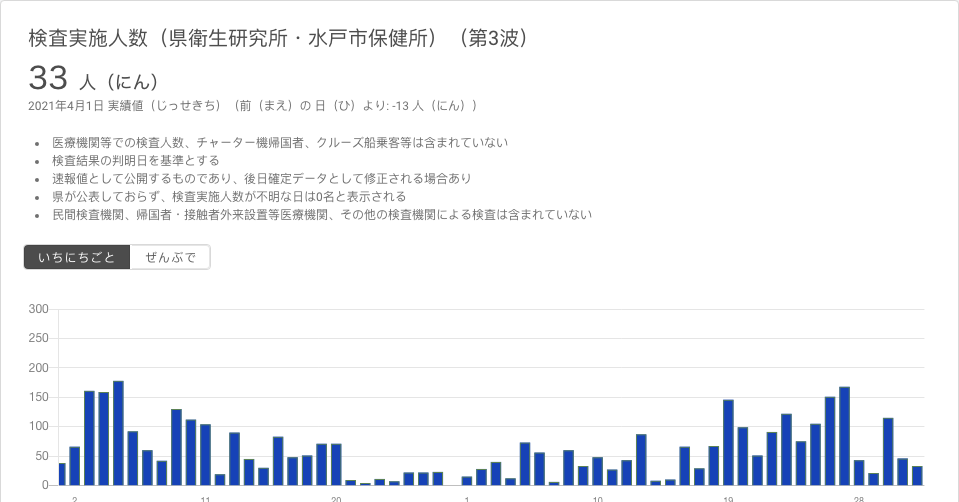 検査実施人数（県衛生研究所・水戸市保健所）（第3波）
33 人（にん）
2021年4月1日 実績値（じっせきち）（前（まえ）の 日（ひ）より: -13 人（にん））
• 医療機関等での検査人数、チャーター機帰国者、クルーズ船乗客等は含まれていない
• 検査結果の判明日を基準とする
• 速報値として公開するものであり、後日確定データとして修正される場合あり
• 県が公表しておらず、検査実施人数が不明な日は0名と表示される
• 民間検査機関、帰国者・接触者外来設置等医療機関、その他の検査機関による検査は含まれていない
いちにちごと ぜんぶで
300
250
200
150
100
50
0
2 11 20 1 10 19 28